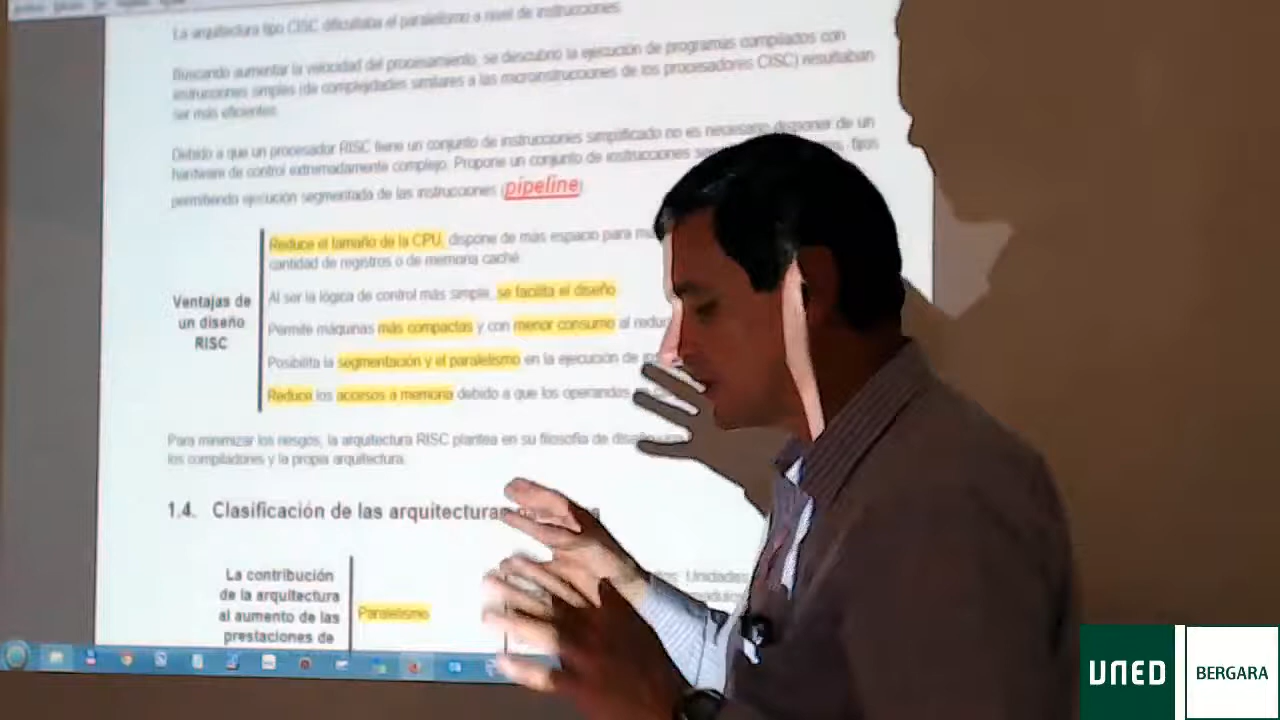 La arquitectura tipo CISC dificultaba el paralelismo a nivel de instrucciones.
Buscando aumentar la velocidad del procesamiento, se descubrió la ejecución de programas compilados con
instrucciones simples (de complejidades similares a las microinstrucciones de los procesadores CISC) resultaban
ser más eficientes.
Debido a que un procesador RISC tiene un conjunto de instrucciones simplificado no es necesario disponer de un
hardware de control extremadamente complejo. Propone un conjunto de instrucciones fijos
permitiendo ejecución segmentada de las instrucciones (pipeline)
Ventajas de
un diseño
RISC
Reduce el tamaño de la CPU, dispone de más espacio para
cantidad de registros o de memoria caché
Al ser la lógica de control más simple, se facilita el diseño
Permite máquinas más compactas y con menor consumo al
Posibilita la segmentación y el paralelismo en la ejecución de
Reduce los accesos a memoria debido a que los operandos
Para minimizar los riesgos, la arquitectura RISC plantea en su filosofía de
los compiladores y la propia arquitectura.
1.4. Clasificación de las arquitecturas
La contribución
de la arquitectura
al aumento de las
prestaciones de
Paralelismo
Unidades
UNED
BERGARA